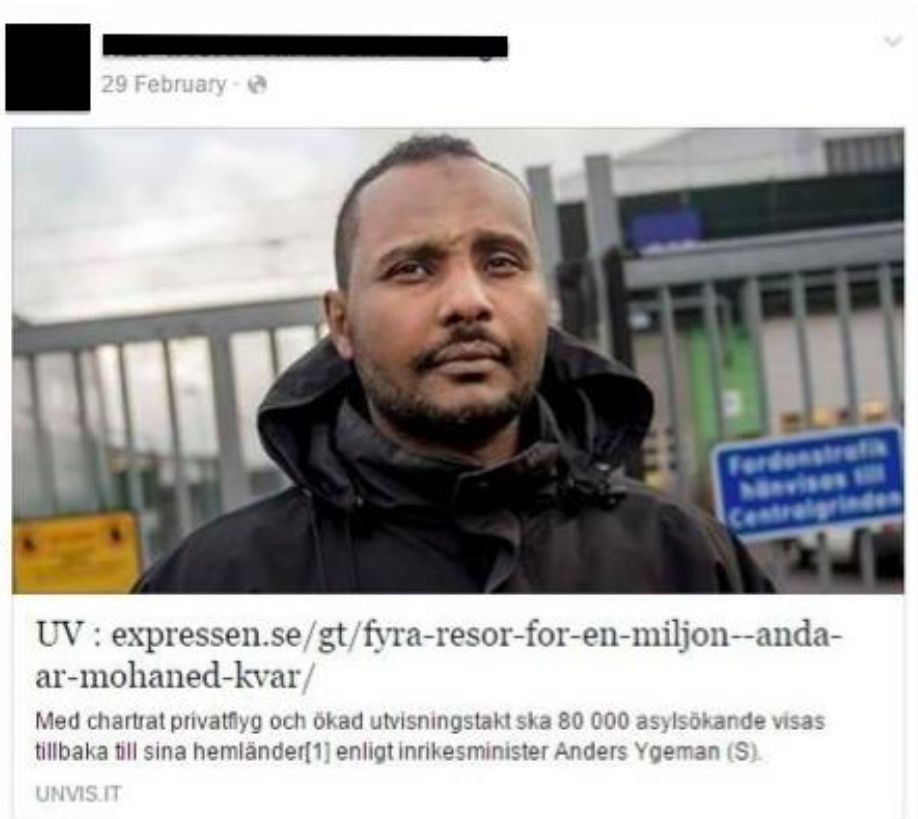 29 February
Fordonstrafik
hänvisas till
Centralgrinden
UV : expressen.se/gt/fyra-resor-for-en-miljon--anda-
ar-mohaned-kvar/
Med chartrat privatflyg och ökad utvisningstakt ska 80 000 asylsökande visas
tillbaka till sina hemländer[1] enligt inrikesminister Anders Ygeman (S).
UNVIS.IT